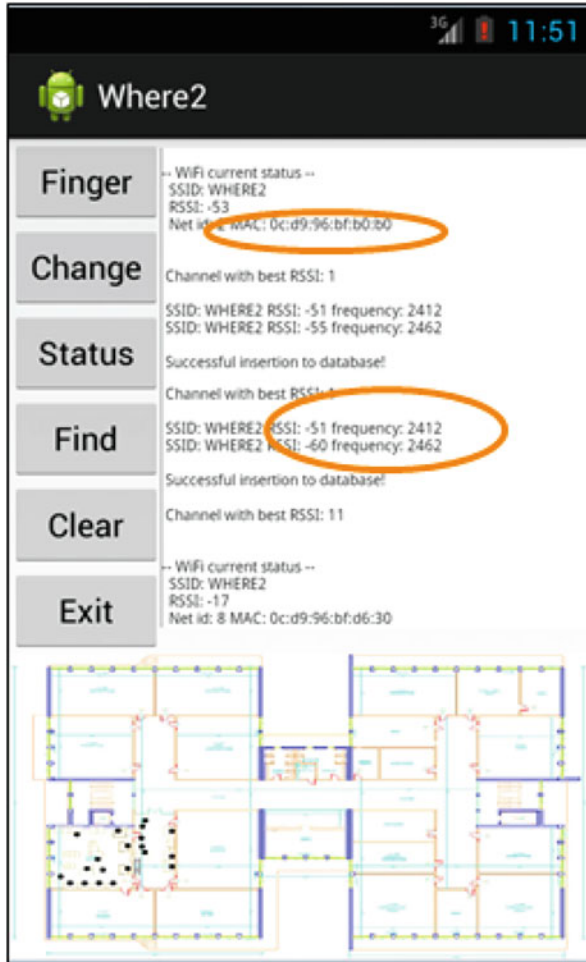 3G 11:51
Where2
Finger
Change
Status
Find
Clear
Exit
-- WiFi current status --
SSID: WHERE2
RSSI: -53
Net id: 2 MAC: 0c:d9:96:bf:b0:b0
Channel with best RSSI: 1
SSID: WHERE2 RSSI: -51 frequency: 2412
SSID: WHERE2 RSSI: -55 frequency: 2462
Successful insertion to database!
Channel with best RSSI: 1
SSID: WHERE2 RSSI: -51 frequency: 2412
SSID: WHERE2 RSSI: -60 frequency: 2462
Successful insertion to database!
Channel with best RSSI: 11
-- WiFi current status --
SSID: WHERE2
RSSI: -17
Net id: 8 MAC: 0c:d9:96:bf:d6:30